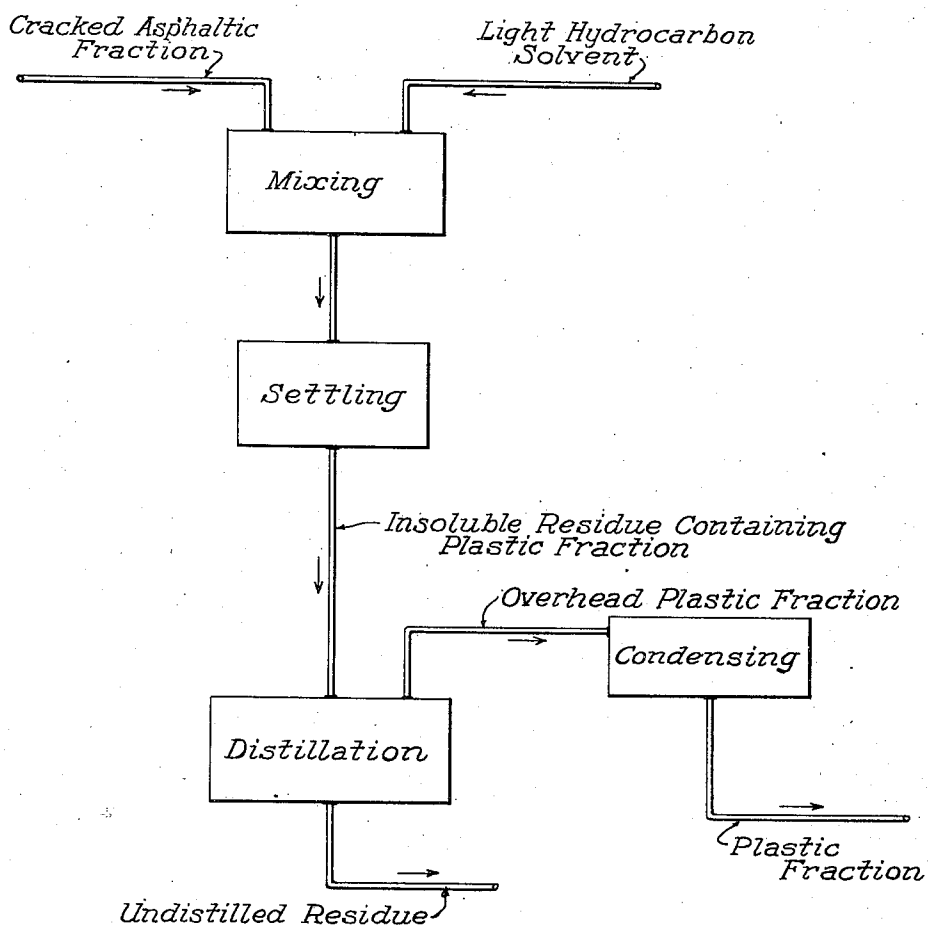 Cracked Asphaltic
Fraction
Light Hydrocarbon
Solvent
Mixing
Settling
Insoluble Residue Containing
Plastic Fraction
Overhead Plastic Fraction
Condensing
Distillation
Plastic
Fraction
Undistilled Residue